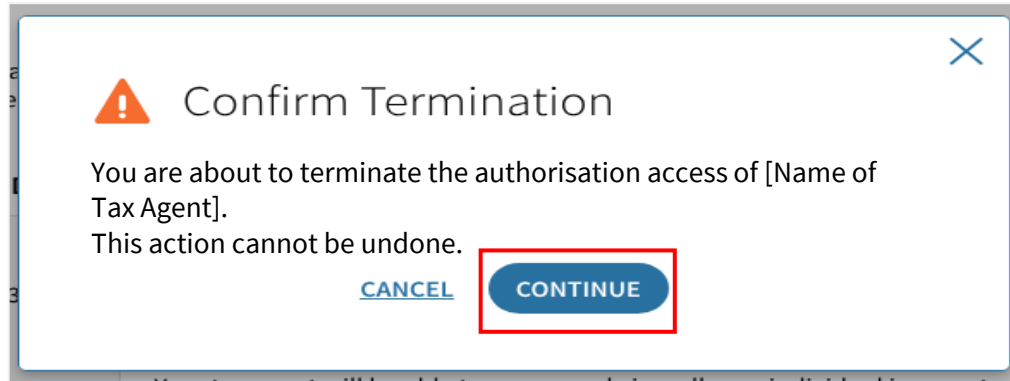 Confirm Termination
You are about to terminate the authorisation access of [Name of
Tax Agent].
This action cannot be undone.
CANCEL CONTINUE